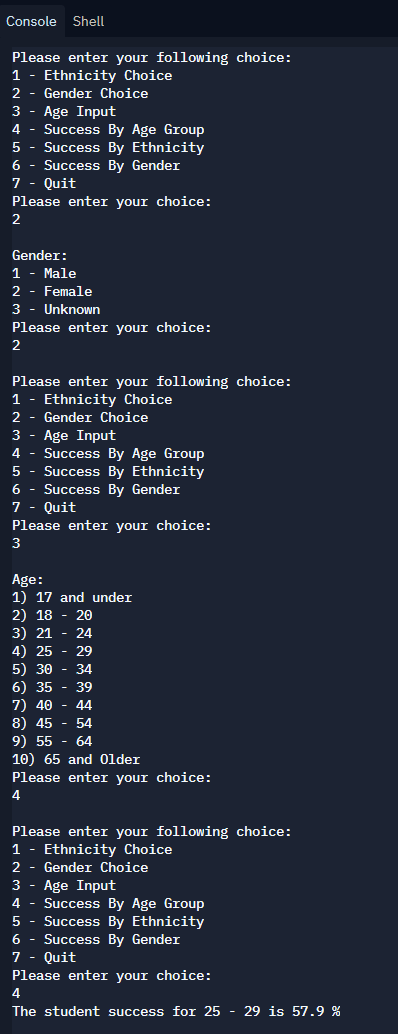 Console Shell
Please enter your following choice:
1 - Ethnicity Choice
2 - Gender Choice
3 - Age Input
4 - Success By Age Group
5 - Success By Ethnicity
6 - Success By Gender
7 - Quit
Please enter your choice:
2
Gender:
1 - Male
2 - Female
3 - Unknown
Please enter your choice:
2
Please enter your following choice:
1 - Ethnicity Choice
2 - Gender Choice
3 - Age Input
4 - Success By Age Group
5 - Success By Ethnicity
6 - Success By Gender
7 - Quit
Please enter your choice:
3
Age:
1) 17 and under
2) 18 - 20
3) 21 - 24
4) 25 - 29
5) 30 - 34
6) 35 - 39
7) 40 - 44
8) 45 - 54
9) 55 - 64
10) 65 and Older
Please enter your choice:
4
Please enter your following choice:
1 - Ethnicity Choice
2 - Gender Choice
3 - Age Input
4 - Success By Age Group
5 - Success By Ethnicity
6 - Success By Gender
7 - Quit
Please enter your choice:
4
The student success for 25 - 29 is 57.9 %